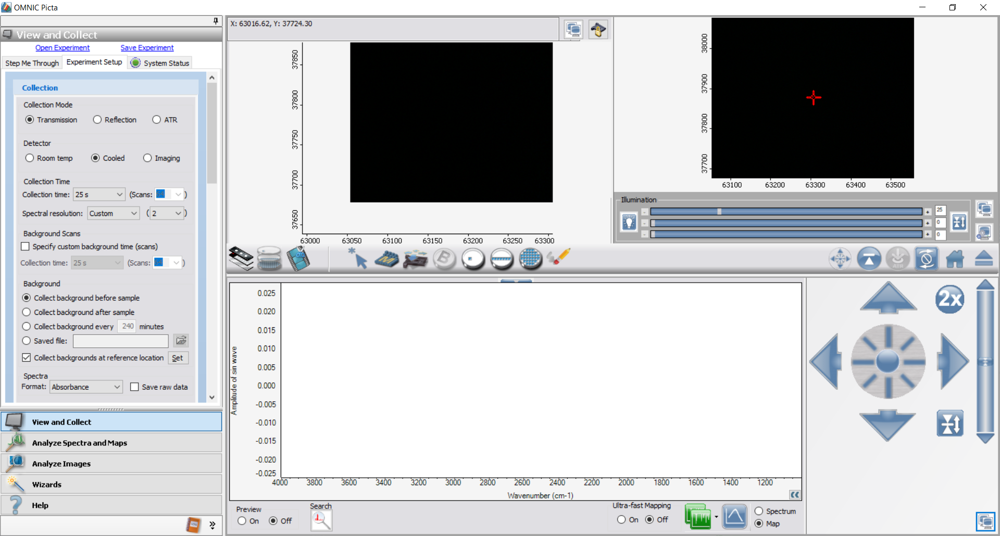 OMNIC Picta
View and Collect
Open Experiment Save Experiment
Step Me Through Experiment Setup System Status
Collection
Collection Mode
Transmission Reflection ATR
Detector
Room temp Cooled Imaging
Collection Time
Collection time: 25 s (Scans: )
Spectral resolution: Custom ( 2 )
Background Scans
Specify custom background time (scans)
Collection time: 25 s (Scans: )
Background
Collect background before sample
Collect background after sample
Collect background every 240 minutes
Saved file:
Collect backgrounds at reference location Set
Spectra
Format: Absorbance Save raw data
View and Collect
Analyze Spectra and Maps
Analyze Images
Wizards
Help
X: 63016.62, Y: 37724.30
37850
37800
37750
37700
37650
63000 63050 63100 63150 63200 63250 63300
38000
37900
37800
37700
63100 63200 63300 63400 63500
Illumination
- + 25
- + 0
- + 0
M B ATR
0.025
0.020
0.015
0.010
0.005
0.000
-0.005
-0.010
-0.015
-0.020
-0.025
Amplitude of sin wave
4000 3800 3600 3400 3200 3000 2800 2600 2400 2200 2000 1800 1600 1400 1200
Wavenumber (cm-1)
2x
Preview
On Off
Search
Ultra-fast Mapping
On Off
Spectrum
Map